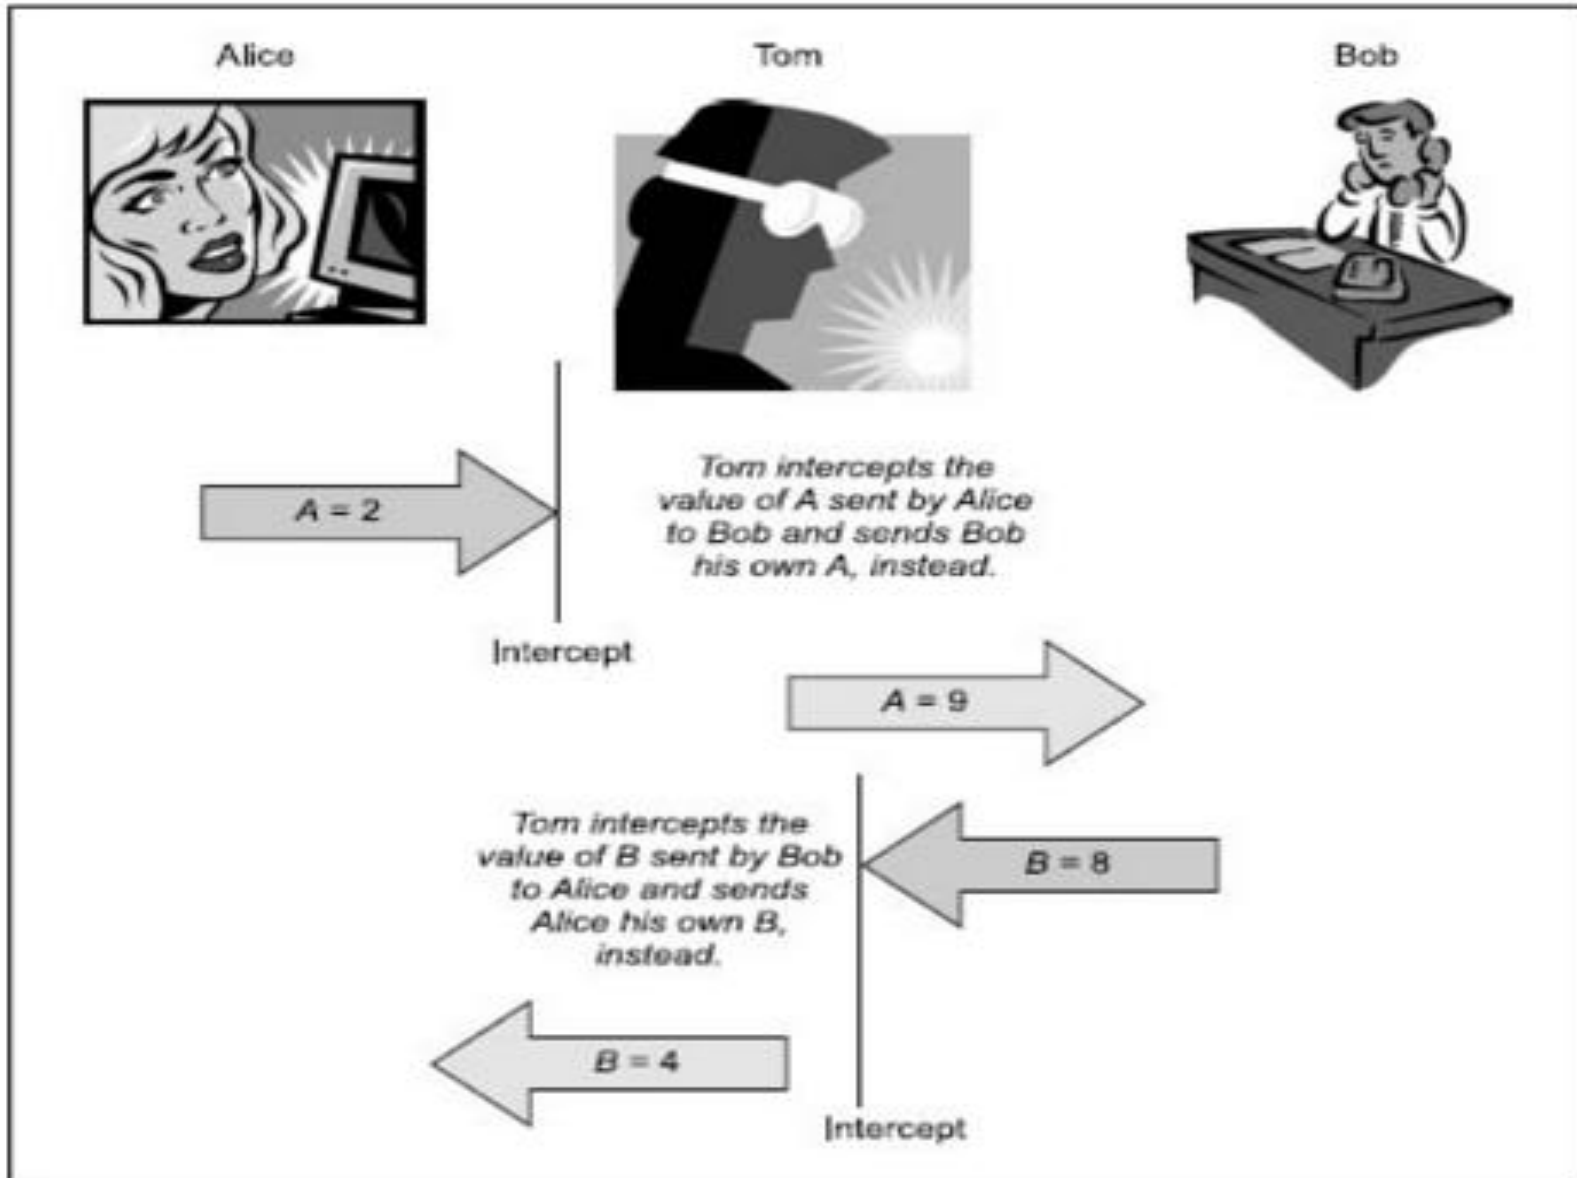 Alice
Tom
Bob
A = 2
Tom intercepts the
value of A sent by Alice
to Bob and sends Bob
his own A, instead.
Intercept
A = 9
Tom intercepts the
value of B sent by Bob
to Alice and sends
Alice his own B,
instead.
B = 8
B = 4
Intercept